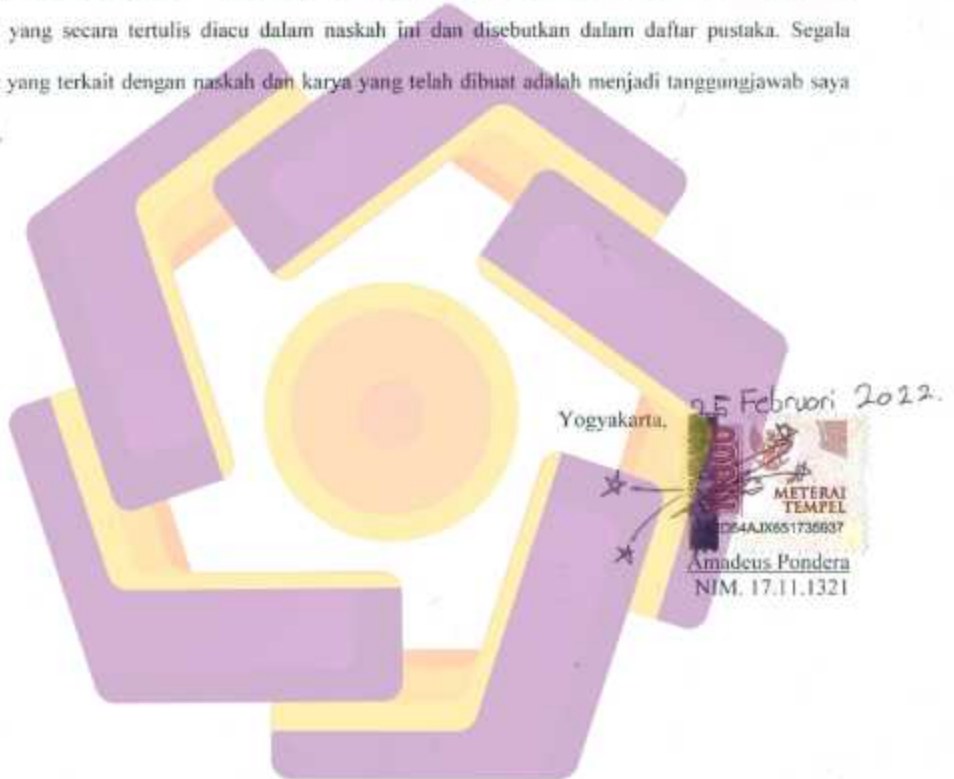 yang secara tertulis diacu dalam naskah ini dan disebutkan dalam daftar pustaka. Segala
yang terkait dengan naskah dan karya yang telah dibuat adalah menjadi tanggungjawab saya
Yogyakarta, 25 Februari 2022.
METERAI
TEMPEL
Amadeus Pondera
NIM. 17.11.1321